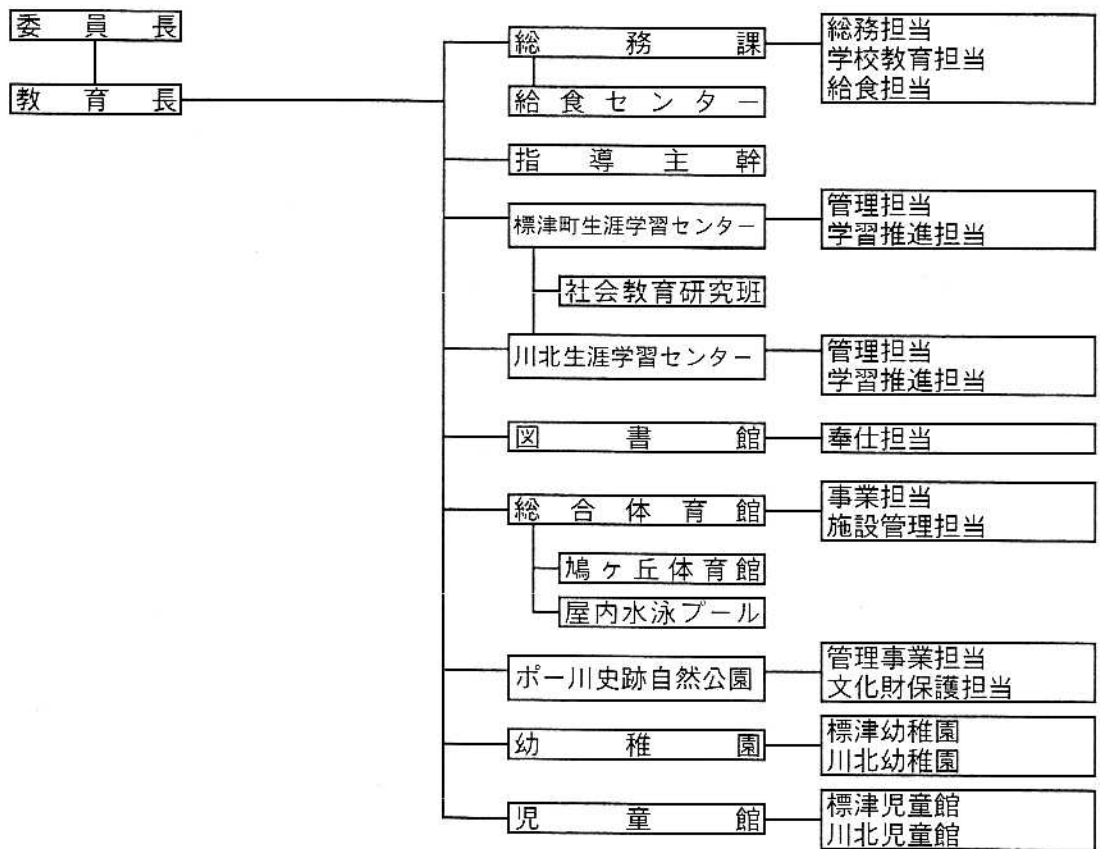 委員長
教育長
総務課
総務担当
学校教育担当
給食担当
給食センター
指導主幹
標津町生涯学習センター
管理担当
学習推進担当
社会教育研究班
川北生涯学習センター
管理担当
学習推進担当
図書館
奉仕担当
総合体育館
事業担当
施設管理担当
鳩ヶ丘体育館
屋内水泳プール
ポー川史跡自然公園
管理事業担当
文化財保護担当
幼稚園
標津幼稚園
川北幼稚園
児童館
標津児童館
川北児童館